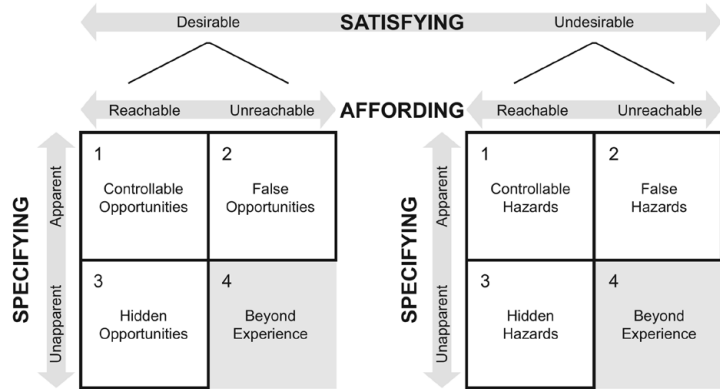 Desirable SATISFYING Undesirable
Reachable Unreachable AFFORDING Reachable Unreachable
SPECIFYING
Apparent
Unapparent
1
Controllable
Opportunities
2
False
Opportunities
3
Hidden
Opportunities
4
Beyond
Experience
SPECIFYING
Apparent
Unapparent
1
Controllable
Hazards
2
False
Hazards
3
Hidden
Hazards
4
Beyond
Experience